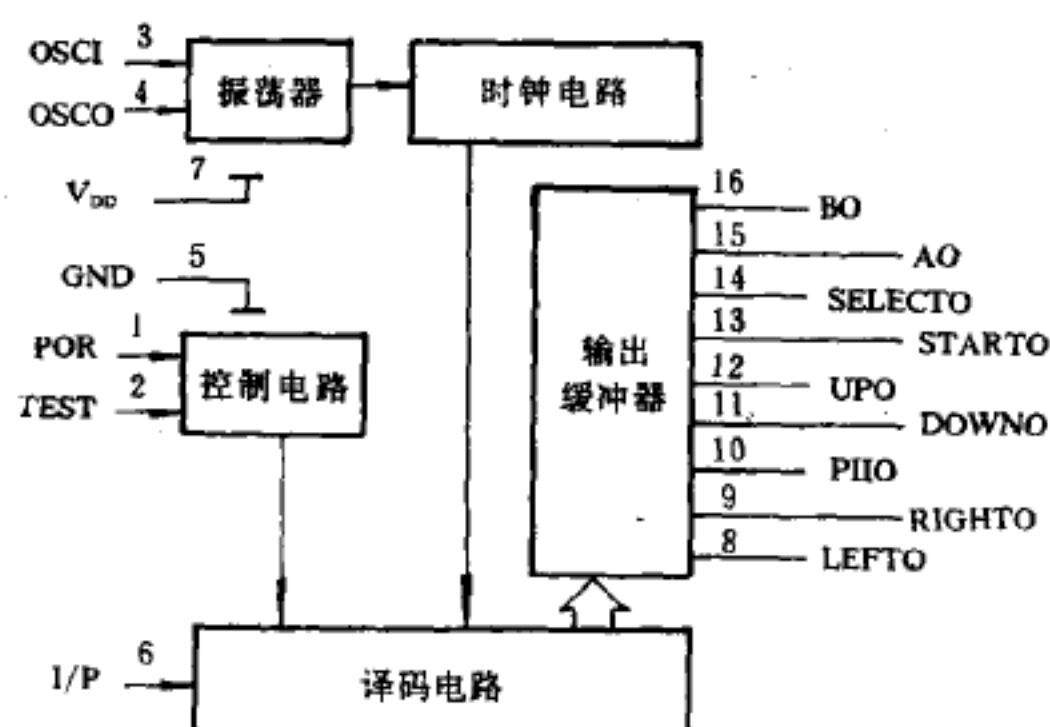 OSCI 3
振荡器
时钟电路
OSCO 4
VDD 7
GND 5
POR 1
TEST 2
控制电路
输出
缓冲器
16 BO
15 AO
14 SELECTO
13 STARTO
12 UPO
11 DOWNO
10 PIIO
9 RIGHTO
8 LEFTO
I/P 6
译码电路